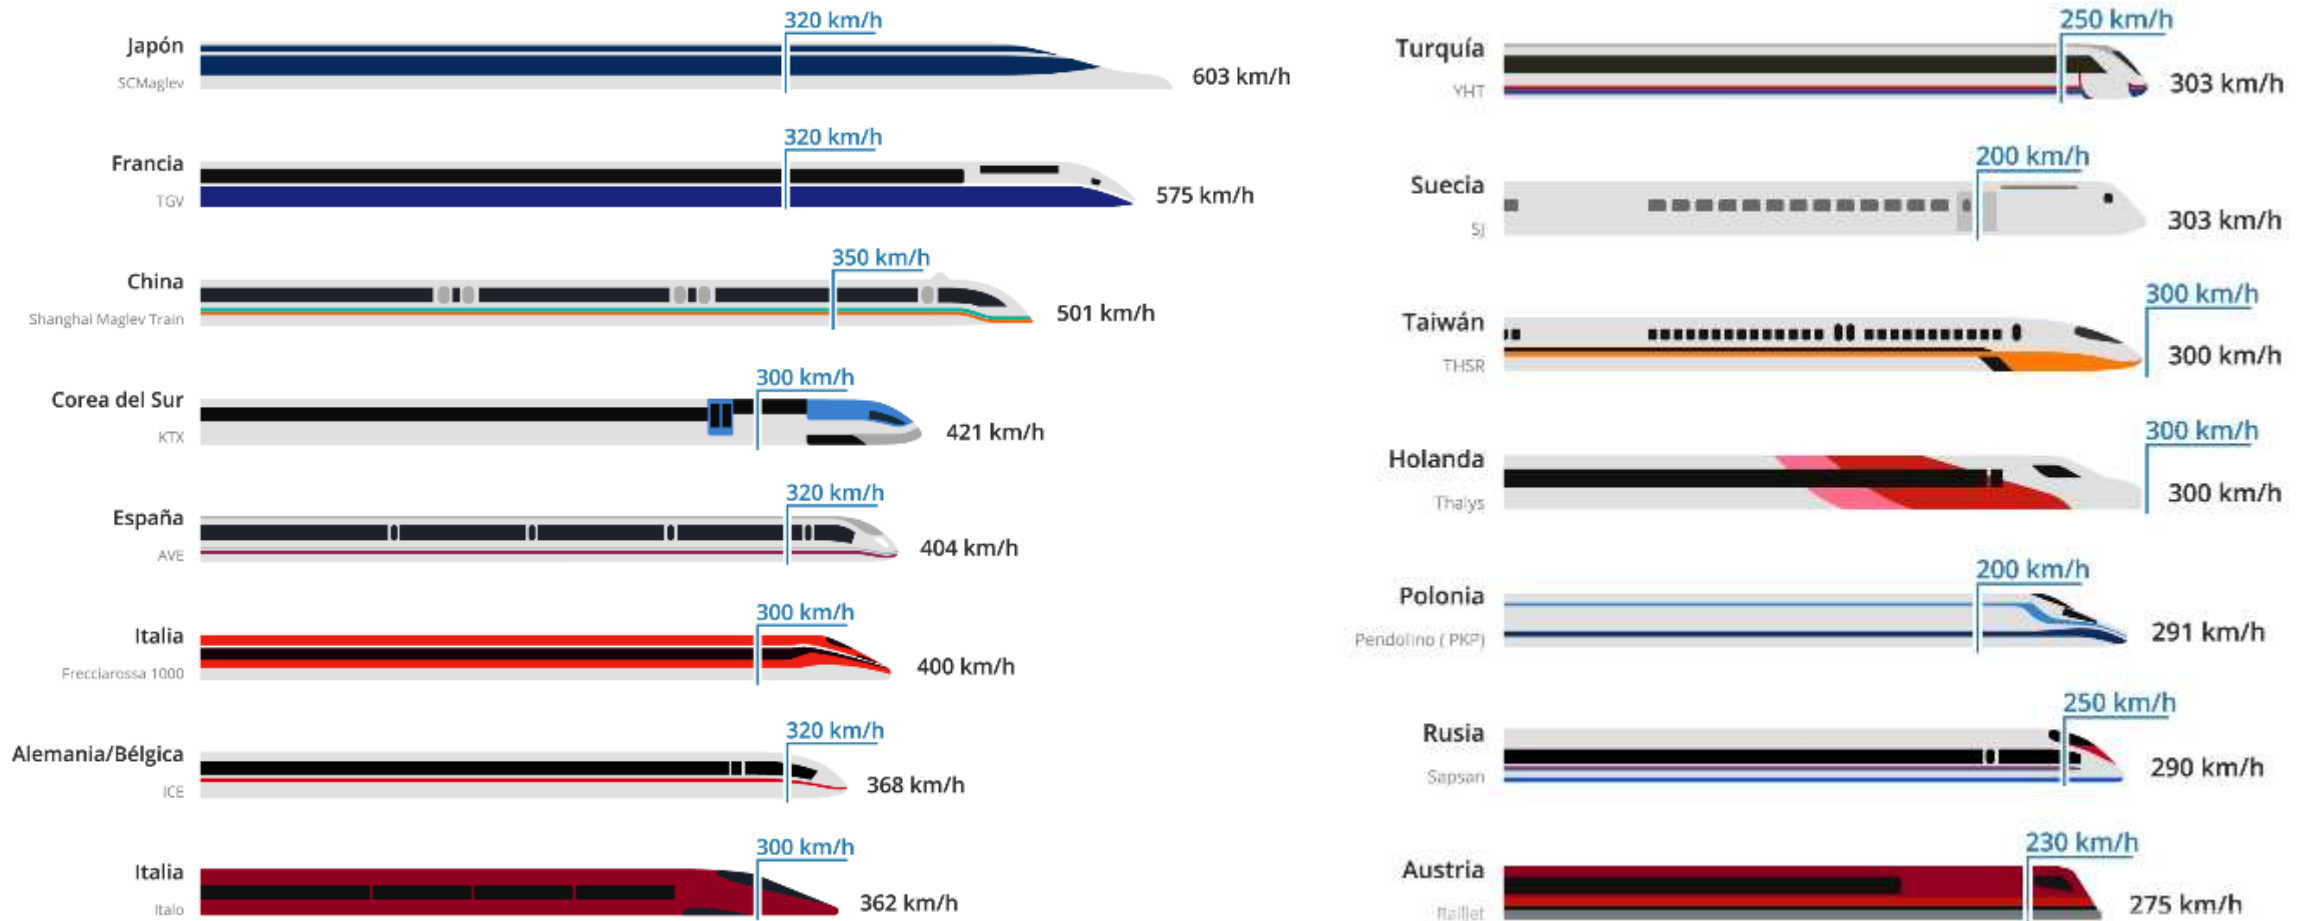 320 km/h
Japón
SCMaglev
603 km/h
320 km/h
Francia
TGV
575 km/h
350 km/h
China
Shanghai Maglev Train
501 km/h
300 km/h
Corea del Sur
KTX
421 km/h
320 km/h
España
AVE
404 km/h
300 km/h
Italia
Frecciarossa 1000
400 km/h
320 km/h
Alemania/Bélgica
ICE
368 km/h
300 km/h
Italia
Italo
362 km/h
250 km/h
Turquía
YHT
303 km/h
200 km/h
Suecia
SJ
303 km/h
300 km/h
Taiwán
THSR
300 km/h
300 km/h
Holanda
Thalys
300 km/h
200 km/h
Polonia
Pendolino ( PKP)
291 km/h
250 km/h
Rusia
Sapsan
290 km/h
230 km/h
Austria
Raillet
275 km/h